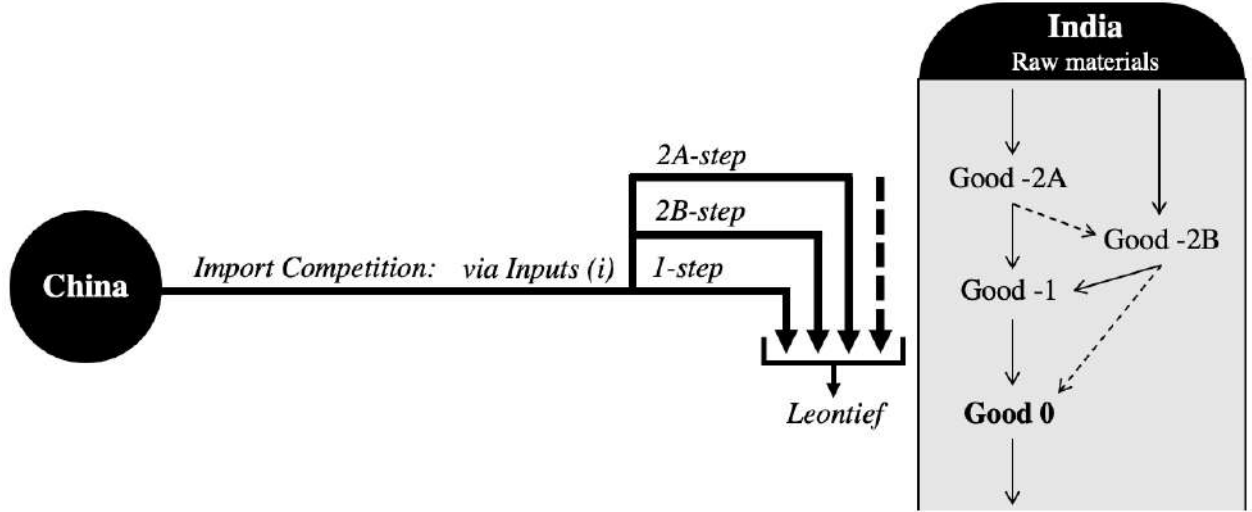 India
Raw materials
2A-step
Good -2A
2B-step
Good -2B
Import Competition: via Inputs (i) 1-step
China
Good -1
Leontief
Good 0